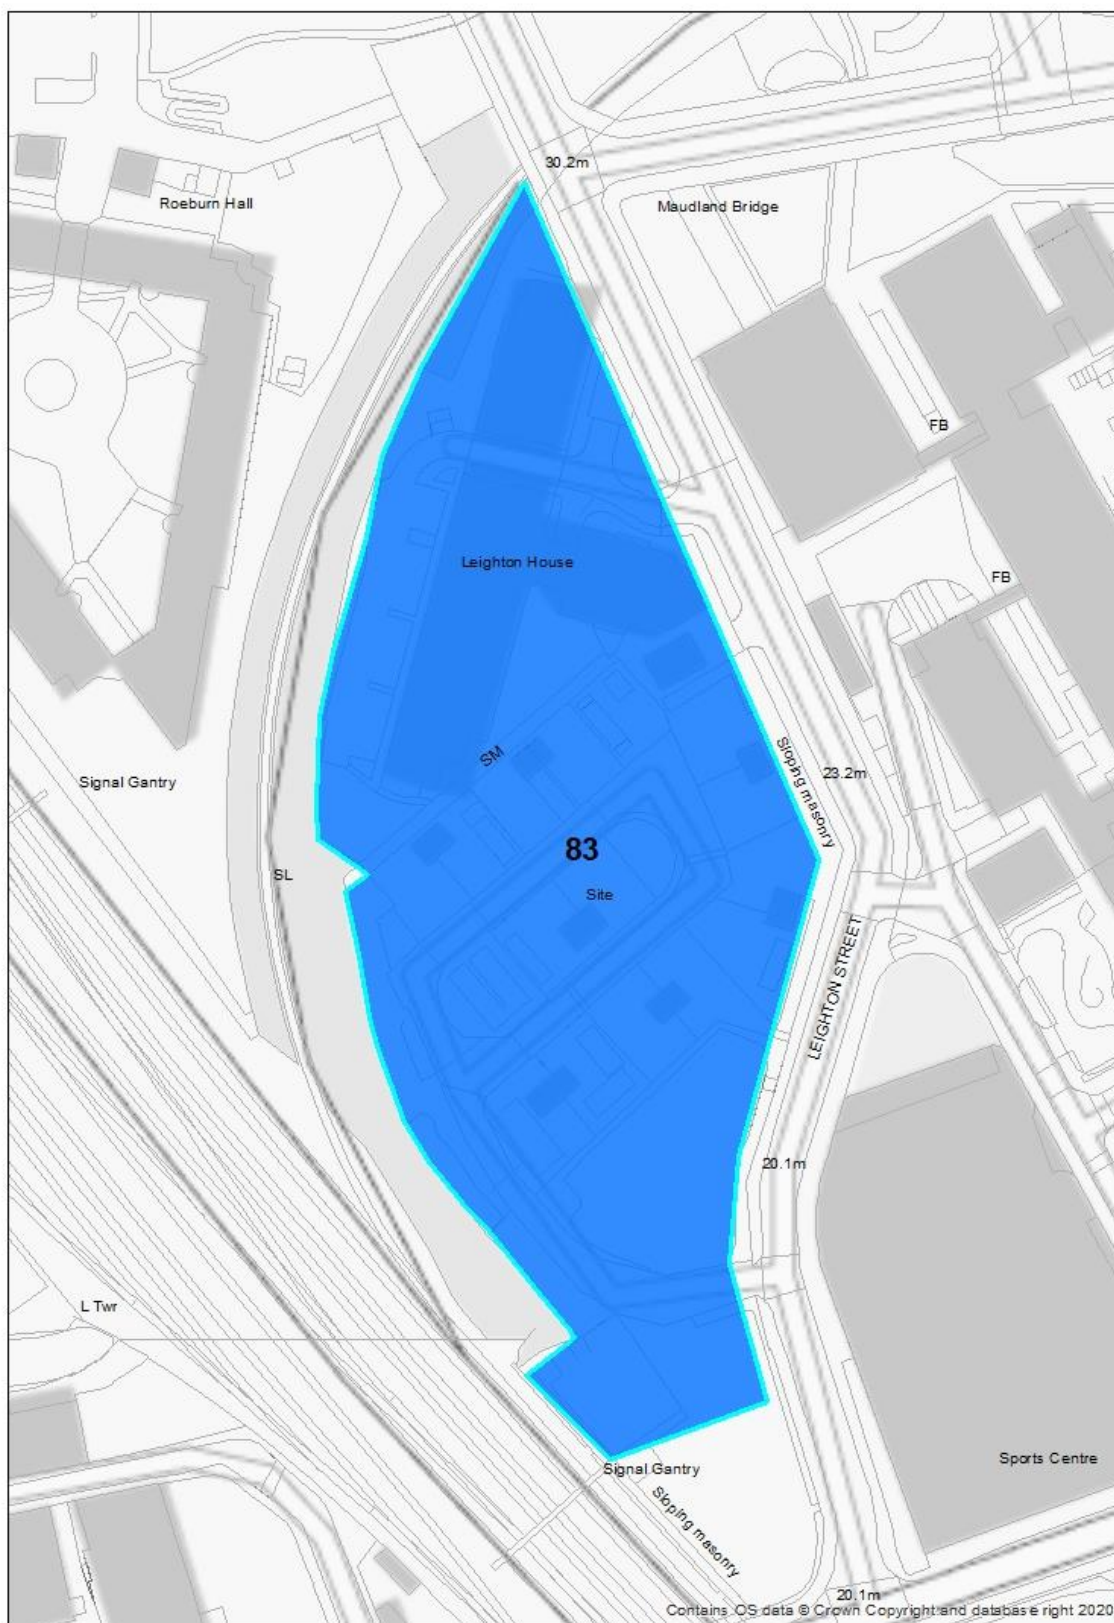 30.2m
Roeburn Hall
Maudland Bridge
FB
Leighton House
FB
SM
Sloping masonry
23.2m
Signal Gantry
83
SL
Site
LEIGHTON STREET
20.1m
L Twr
Sports Centre
Signal Gantry
Sloping masonry
20.1m
Contains OS data © Crown Copyright and database right 2020